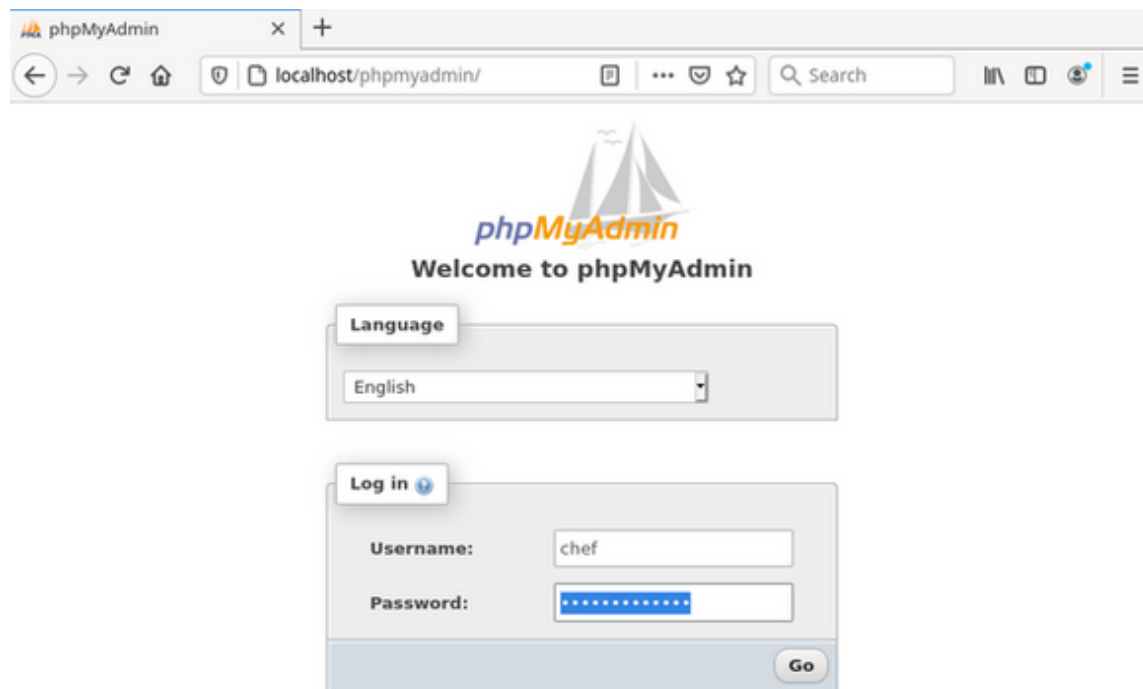 phpMyAdmin
localhost/phpmyadmin/
Search
phpMyAdmin
Welcome to phpMyAdmin
Language
English
Log in
Username:
chef
Password:
•••••••••••••
Go